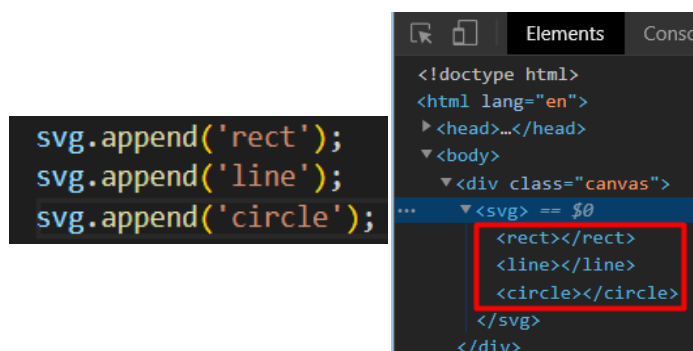 svg.append('rect');
svg.append('line');
svg.append('circle');
Elements
<!doctype html>
<html lang="en">
<head>…</head>
<body>
<div class="canvas">
<svg> == $0
<rect></rect>
<line></line>
<circle></circle>
</svg>
</div>